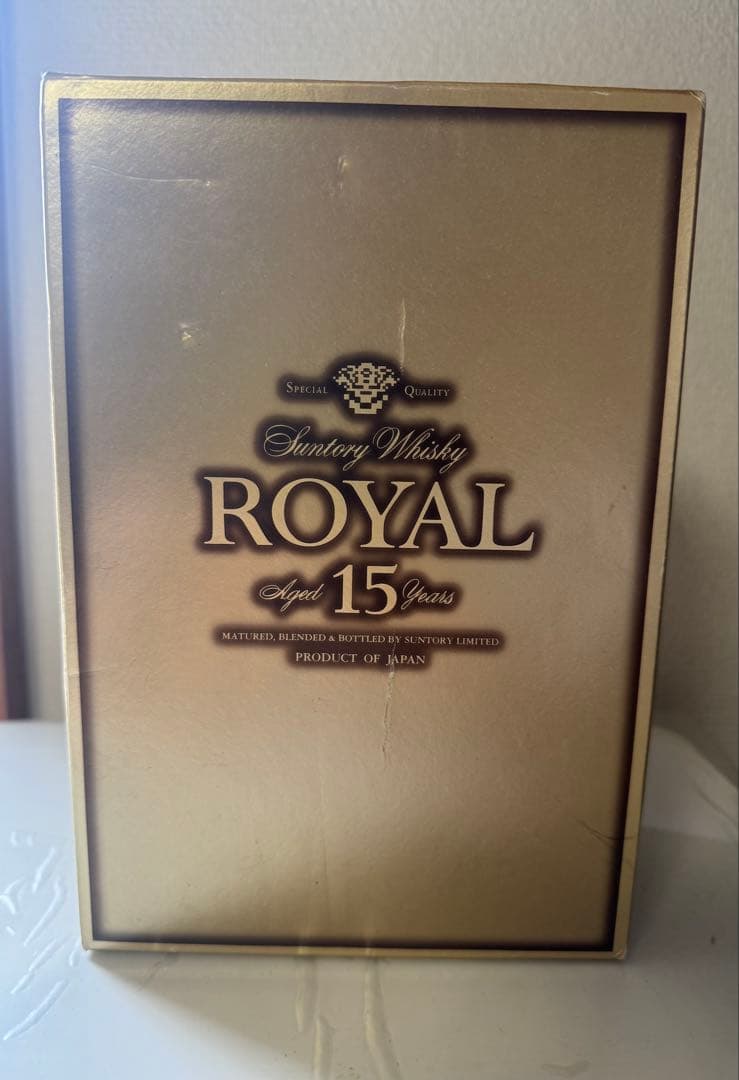 SPECIAL QUALITY
Suntory Whisky
ROYAL
Aged 15 Years
MATURED, BLENDED & BOTTLED BY SUNTORY LIMITED
PRODUCT OF JAPAN